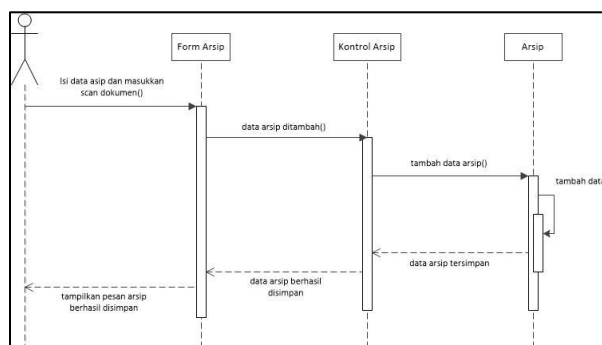 Form Arsip
Kontrol Arsip
Arsip
Isi data asip dan masukkan
scan dokumen()
data arsip ditambah()
tambah data arsip()
tambah data
data arsip tersimpan
data arsip berhasil
disimpan
tampilkan pesan arsip
berhasil disimpan